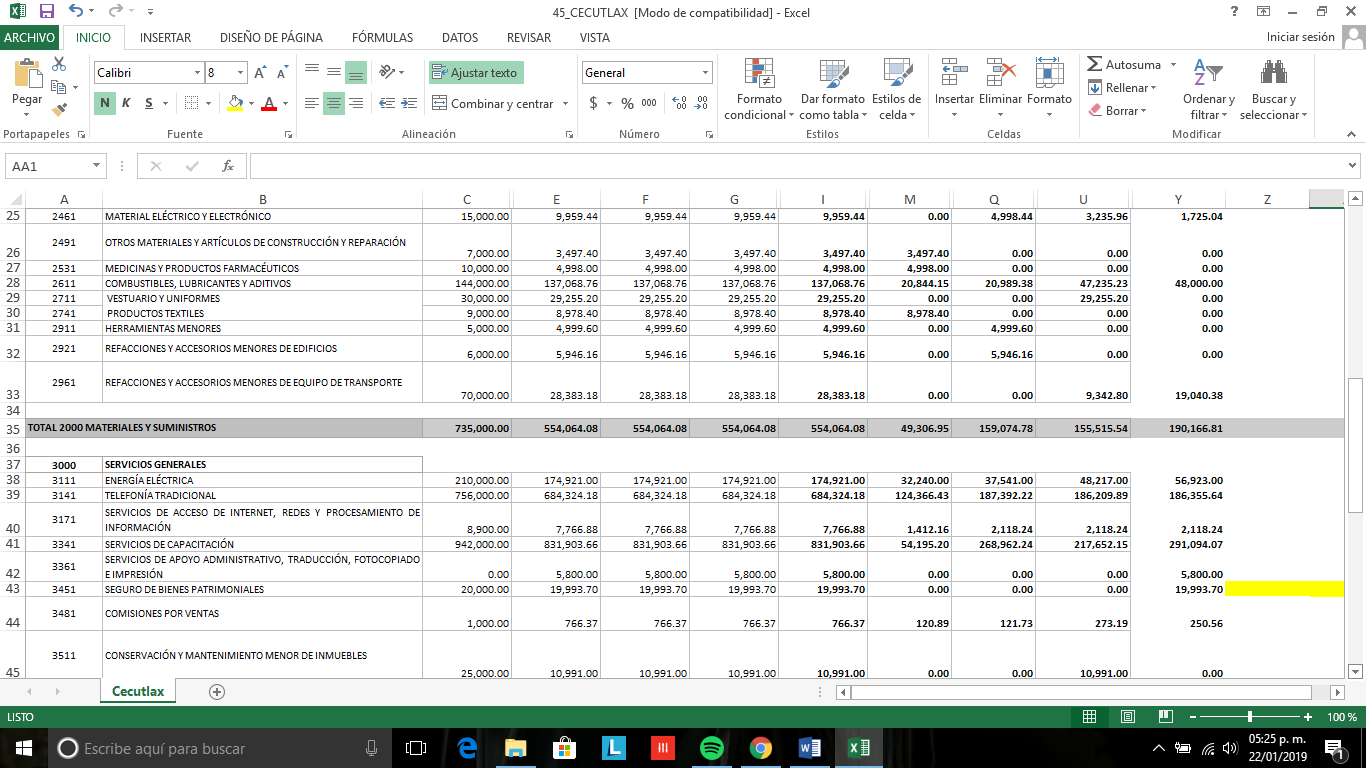 45_CECUTLAX [Modo de compatibilidad] - Excel
ARCHIVO INICIO INSERTAR DISEÑO DE PÁGINA FÓRMULAS DATOS REVISAR VISTA Iniciar sesión
Calibri 8 Ajustar texto General Autosuma
Pegar Formato condicional Dar formato como tabla Estilos de celda Insertar Eliminar Formato Rellenar Ordenar y filtrar Buscar y seleccionar
N K S A Combinar y centrar $ % 000 Borrar
Portapapeles Fuente Alineación Número Estilos Celdas Modificar
AA1 fx
A B C E F G I M Q U Y Z
25 2461 MATERIAL ELÉCTRICO Y ELECTRÓNICO 15,000.00 9,959.44 9,959.44 9,959.44 9,959.44 0.00 4,998.44 3,235.96 1,725.04
26 2491 OTROS MATERIALES Y ARTÍCULOS DE CONSTRUCCIÓN Y REPARACIÓN 7,000.00 3,497.40 3,497.40 3,497.40 3,497.40 3,497.40 0.00 0.00 0.00
27 2531 MEDICINAS Y PRODUCTOS FARMACÉUTICOS 10,000.00 4,998.00 4,998.00 4,998.00 4,998.00 4,998.00 0.00 0.00 0.00
28 2611 COMBUSTIBLES, LUBRICANTES Y ADITIVOS 144,000.00 137,068.76 137,068.76 137,068.76 137,068.76 20,844.15 20,989.38 47,235.23 48,000.00
29 2711 VESTUARIO Y UNIFORMES 30,000.00 29,255.20 29,255.20 29,255.20 29,255.20 0.00 0.00 29,255.20 0.00
30 2741 PRODUCTOS TEXTILES 9,000.00 8,978.40 8,978.40 8,978.40 8,978.40 8,978.40 0.00 0.00 0.00
31 2911 HERRAMIENTAS MENORES 5,000.00 4,999.60 4,999.60 4,999.60 4,999.60 0.00 4,999.60 0.00 0.00
32 2921 REFACCIONES Y ACCESORIOS MENORES DE EDIFICIOS 6,000.00 5,946.16 5,946.16 5,946.16 5,946.16 0.00 5,946.16 0.00 0.00
33 2961 REFACCIONES Y ACCESORIOS MENORES DE EQUIPO DE TRANSPORTE 70,000.00 28,383.18 28,383.18 28,383.18 28,383.18 0.00 0.00 9,342.80 19,040.38
34
35 TOTAL 2000 MATERIALES Y SUMINISTROS 735,000.00 554,064.08 554,064.08 554,064.08 554,064.08 49,306.95 159,074.78 155,515.54 190,166.81
36
37 3000 SERVICIOS GENERALES
38 3111 ENERGÍA ELÉCTRICA 210,000.00 174,921.00 174,921.00 174,921.00 174,921.00 32,240.00 37,541.00 48,217.00 56,923.00
39 3141 TELEFONÍA TRADICIONAL 756,000.00 684,324.18 684,324.18 684,324.18 684,324.18 124,366.43 187,392.22 186,209.89 186,355.64
40 3171 SERVICIOS DE ACCESO DE INTERNET, REDES Y PROCESAMIENTO DE
INFORMACIÓN 8,900.00 7,766.88 7,766.88 7,766.88 7,766.88 1,412.16 2,118.24 2,118.24 2,118.24
41 3341 SERVICIOS DE CAPACITACIÓN 942,000.00 831,903.66 831,903.66 831,903.66 831,903.66 54,195.20 268,962.24 217,652.15 291,094.07
42 3361 SERVICIOS DE APOYO ADMINISTRATIVO, TRADUCCIÓN, FOTOCOPIADO
E IMPRESIÓN 0.00 5,800.00 5,800.00 5,800.00 5,800.00 0.00 0.00 0.00 5,800.00
43 3451 SEGURO DE BIENES PATRIMONIALES 20,000.00 19,993.70 19,993.70 19,993.70 19,993.70 0.00 0.00 0.00 19,993.70
44 3481 COMISIONES POR VENTAS 1,000.00 766.37 766.37 766.37 766.37 120.89 121.73 273.19 250.56
45 3511 CONSERVACIÓN Y MANTENIMIENTO MENOR DE INMUEBLES 25,000.00 10,991.00 10,991.00 10,991.00 10,991.00 0.00 0.00 10,991.00 0.00
Cecutlax
LISTO 100 %
Escribe aquí para buscar 05:25 p. m.
22/01/2019